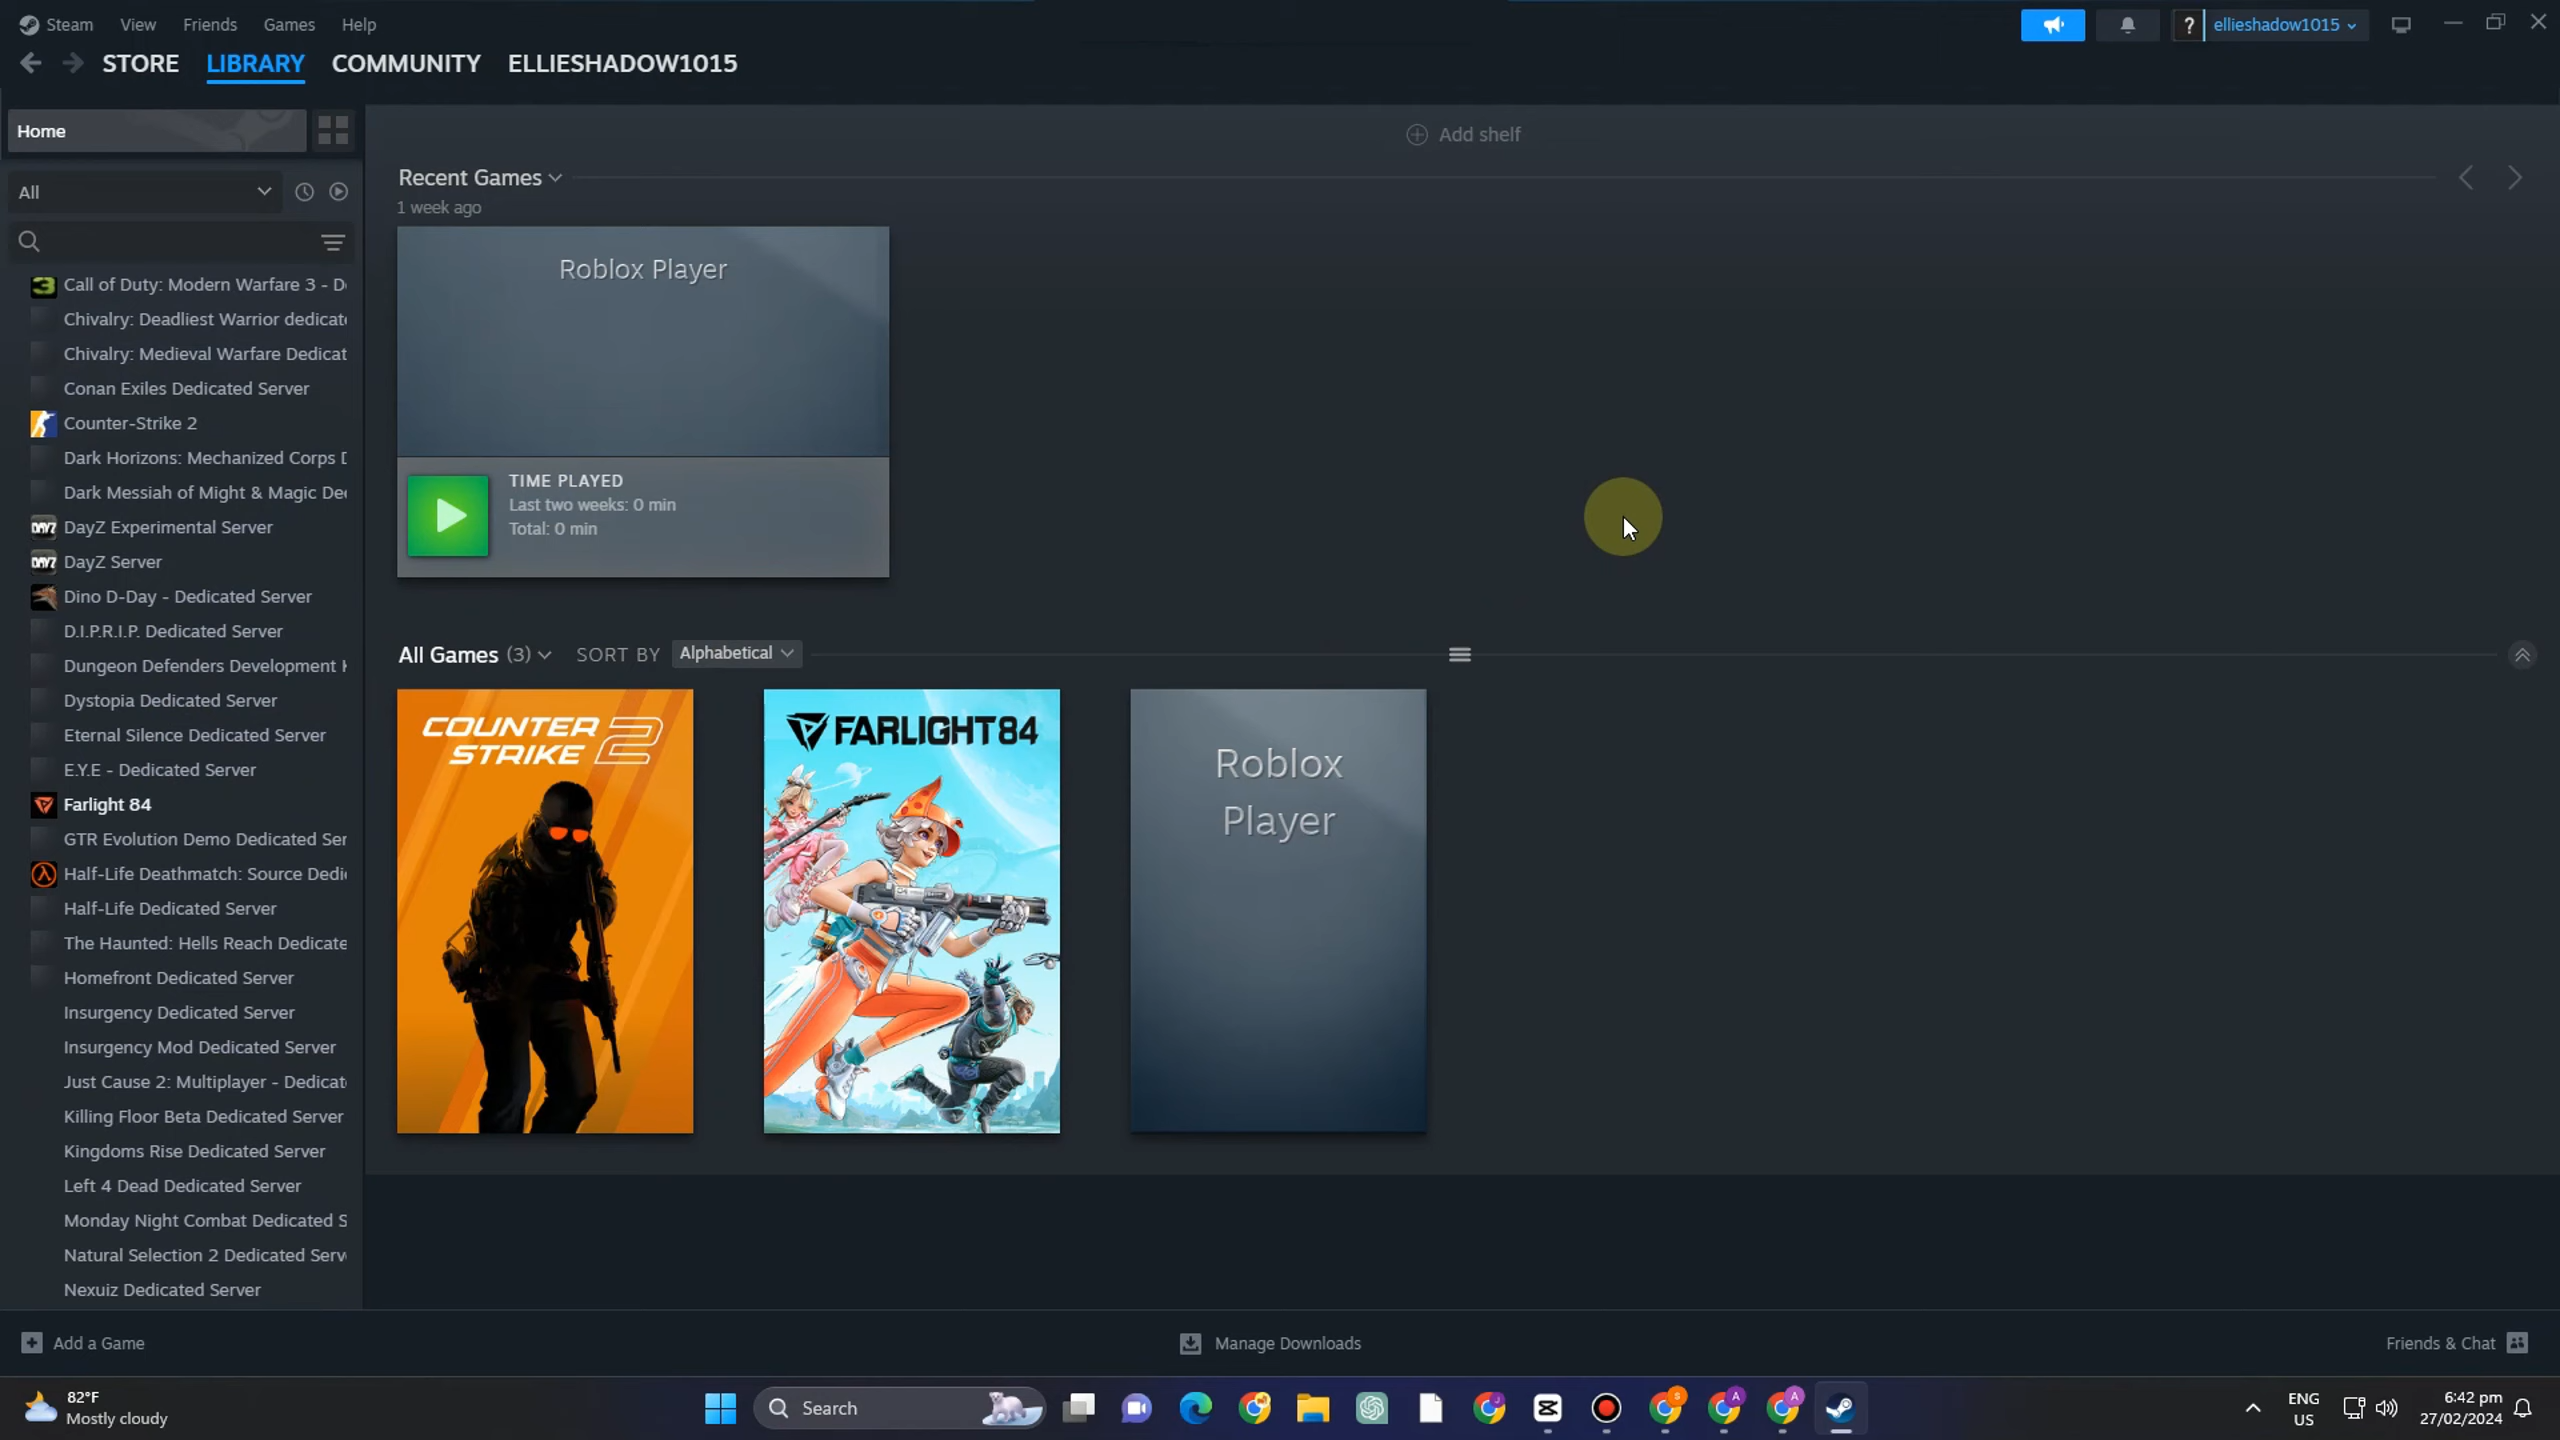 Steam View Friends Games Help
? ellieshadow1015
STORE LIBRARY COMMUNITY ELLIESHADOW1015
Home
Add shelf
All
Recent Games
1 week ago
Roblox Player
TIME PLAYED
Last two weeks: 0 min
Total: 0 min
Call of Duty: Modern Warfare 3 - D
Chivalry: Deadliest Warrior dedicat
Chivalry: Medieval Warfare Dedicat
Conan Exiles Dedicated Server
Counter-Strike 2
Dark Horizons: Mechanized Corps D
Dark Messiah of Might & Magic De
DAYZ DayZ Experimental Server
DAYZ DayZ Server
Dino D-Day - Dedicated Server
D.I.P.R.I.P. Dedicated Server
Dungeon Defenders Development K
Dystopia Dedicated Server
Eternal Silence Dedicated Server
E.Y.E - Dedicated Server
Farlight 84
GTR Evolution Demo Dedicated Ser
Half-Life Deathmatch: Source Dedi
Half-Life Dedicated Server
The Haunted: Hells Reach Dedicate
Homefront Dedicated Server
Insurgency Dedicated Server
Insurgency Mod Dedicated Server
Just Cause 2: Multiplayer - Dedicat
Killing Floor Beta Dedicated Server
Kingdoms Rise Dedicated Server
Left 4 Dead Dedicated Server
Monday Night Combat Dedicated S
Natural Selection 2 Dedicated Serv
Nexuiz Dedicated Server
All Games (3) SORT BY Alphabetical
COUNTER
STRIKE 2
FARLIGHT84
Roblox
Player
Add a Game
Manage Downloads
Friends & Chat
82°F
Mostly cloudy
Search
ENG
US
6:42 pm
27/02/2024